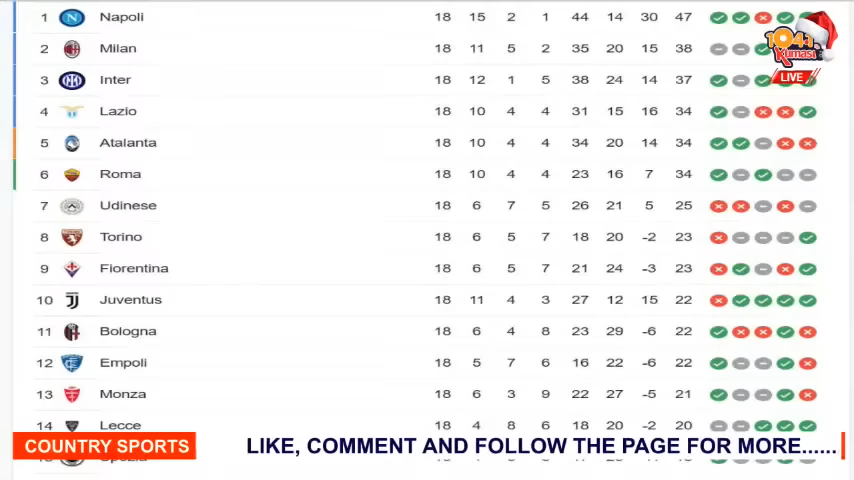 1 Napoli 18 15 2 1 44 14 30 47
2 Milan 18 11 5 2 35 20 15 38
3 Inter 18 12 1 5 38 24 14 37
4 Lazio 18 10 4 4 31 15 16 34
5 Atalanta 18 10 4 4 34 20 14 34
6 Roma 18 10 4 4 23 16 7 34
7 Udinese 18 6 7 5 26 21 5 25
8 Torino 18 6 5 7 18 20 -2 23
9 Fiorentina 18 6 5 7 21 24 -3 23
10 Juventus 18 11 4 3 27 12 15 22
11 Bologna 18 6 4 8 23 29 -6 22
12 Empoli 18 5 7 6 16 22 -6 22
13 Monza 18 6 3 9 22 27 -5 21
14 Lecce 18 4 8 6 18 20 -2 20
104.1
Kumasi
LIVE
COUNTRY SPORTS
LIKE, COMMENT AND FOLLOW THE PAGE FOR MORE......